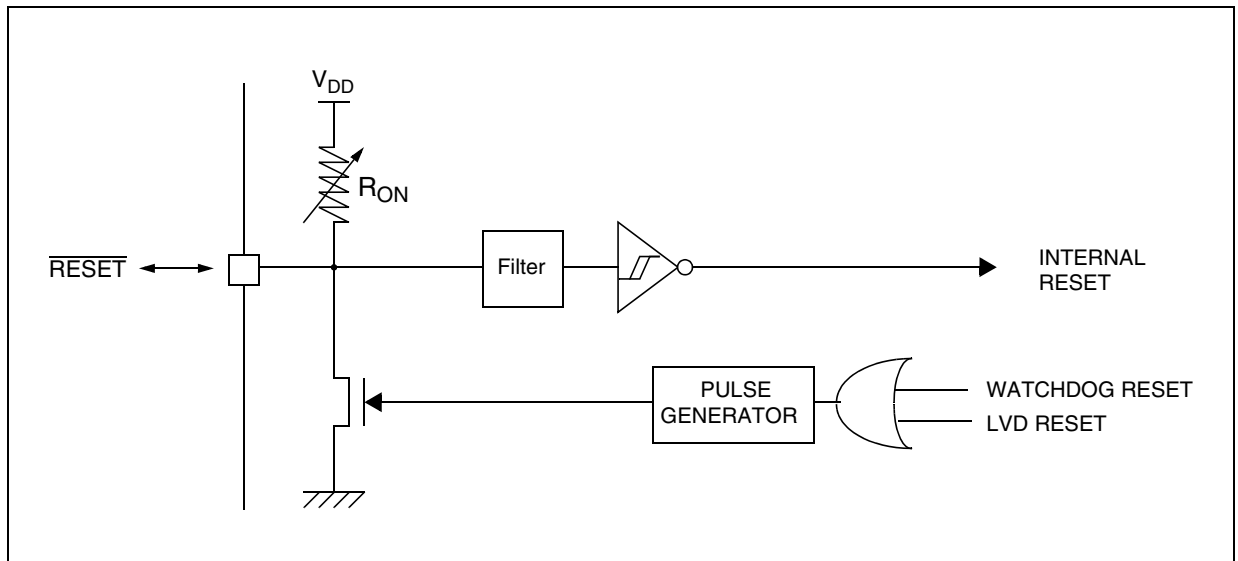 VDD
RON
RESET
Filter
INTERNAL
RESET
PULSE
GENERATOR
WATCHDOG RESET
LVD RESET